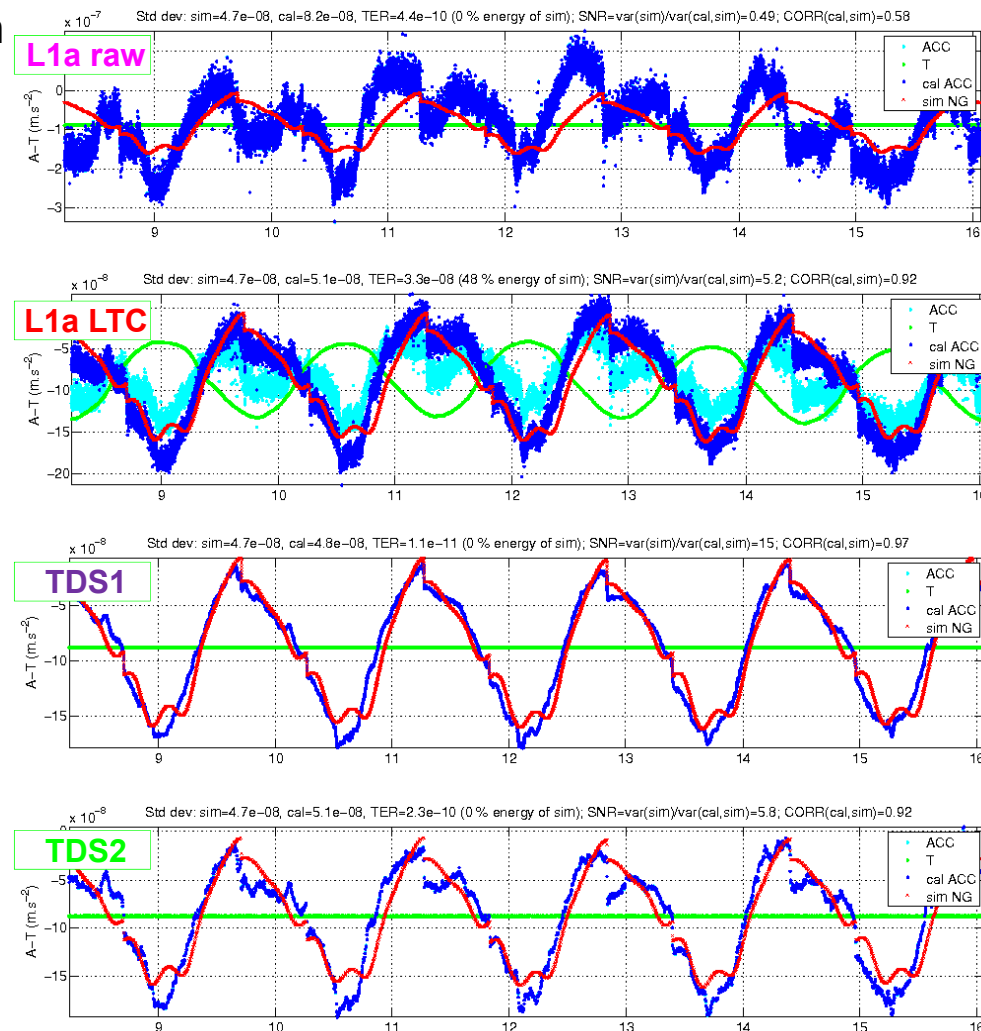 Std dev: sim=4.7e-08, cal=8.2e-08, TER=4.4e-10 (0 % energy of sim); SNR=var(sim)/var(cal,sim)=0.49; CORR(cal,sim)=0.58
x 10⁻⁷
L1a raw
ACC
T
cal ACC
sim NG
A-T (m.s⁻²)
0
-1
-2
-3
9 10 11 12 13 14 15 16
Std dev: sim=4.7e-08, cal=5.1e-08, TER=3.3e-08 (48 % energy of sim); SNR=var(sim)/var(cal,sim)=5.2; CORR(cal,sim)=0.92
x 10⁻⁸
L1a LTC
ACC
T
cal ACC
sim NG
A-T (m.s⁻²)
-5
-10
-15
-20
9 10 11 12 13 14 15 16
Std dev: sim=4.7e-08, cal=4.8e-08, TER=1.1e-11 (0 % energy of sim); SNR=var(sim)/var(cal,sim)=15; CORR(cal,sim)=0.97
x 10⁻⁸
TDS1
ACC
T
cal ACC
sim NG
A-T (m.s⁻²)
-5
-10
-15
9 10 11 12 13 14 15 16
Std dev: sim=4.7e-08, cal=5.1e-08, TER=2.3e-10 (0 % energy of sim); SNR=var(sim)/var(cal,sim)=5.8; CORR(cal,sim)=0.92
x 10⁻⁸
0
TDS2
ACC
T
cal ACC
sim NG
A-T (m.s⁻²)
-5
-10
-15
9 10 11 12 13 14 15 16